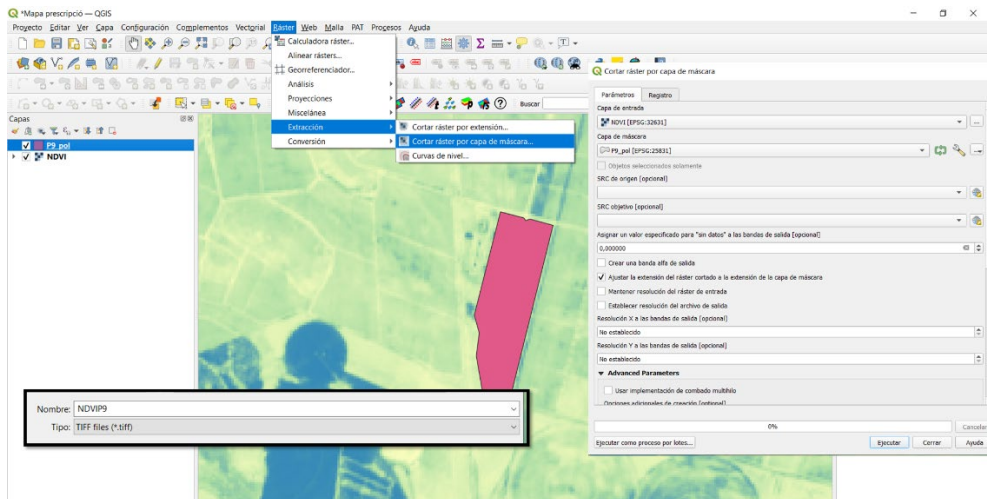 *Mapa prescripció — QGIS
Proyecto Editar Ver Capa Configuración Complementos Vectorial Ráster Web Malla PAT Procesos Ayuda
Calculadora ráster...
Alinear rásters...
Georreferenciador...
Análisis
Proyecciones
Miscelánea
Extracción
Conversión
Cortar ráster por extensión...
Cortar ráster por capa de máscara...
Curvas de nivel...
Buscar
Capas
P9_pol
NDVI
Nombre: NDVIP9
Tipo: TIFF files (*.tiff)
Cortar ráster por capa de máscara
Parámetros Registro
Capa de entrada
NDVI [EPSG:32631]
Capa de máscara
P9_pol [EPSG:25831]
Objetos seleccionados solamente
SRC de origen [opcional]
SRC objetivo [opcional]
Asignar un valor especificado para "sin datos" a las bandas de salida [opcional]
0,000000
Crear una banda alfa de salida
Ajustar la extensión del ráster cortado a la extensión de la capa de máscara
Mantener resolución del ráster de entrada
Establecer resolución del archivo de salida
Resolución X a las bandas de salida [opcional]
No establecido
Resolución Y a las bandas de salida [opcional]
No establecido
Advanced Parameters
Usar implementación de combado multihilo
Opciones adicionales de creación [opcional]
0%
Cancelar
Ejecutar como proceso por lotes...
Ejecutar Cerrar Ayuda